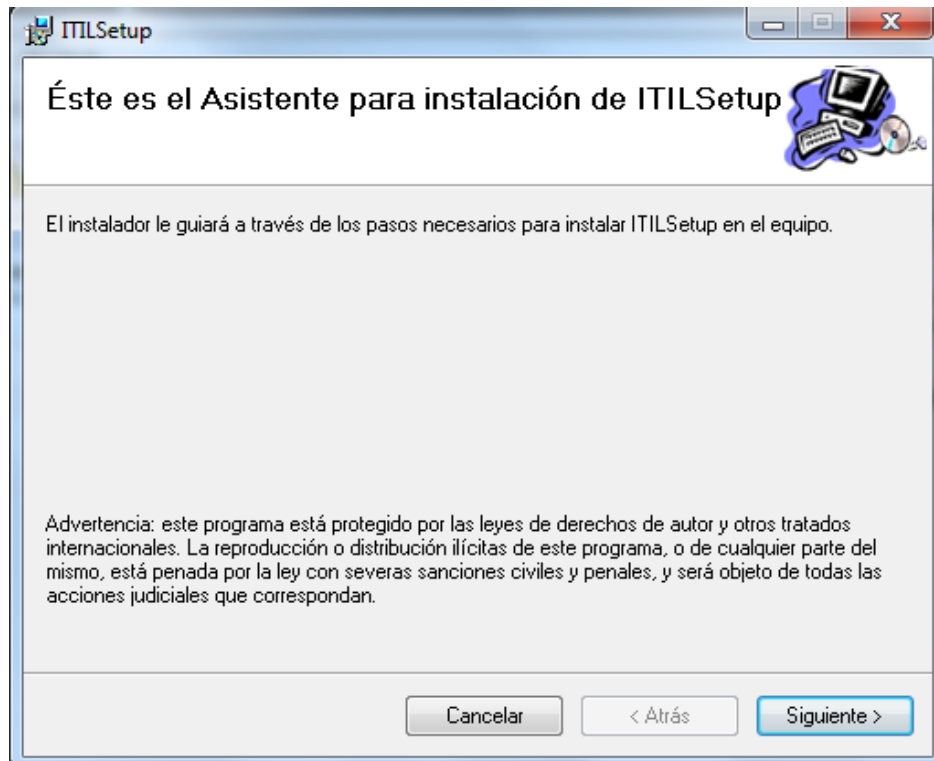 ITILSetup
Éste es el Asistente para instalación de ITILSetup
El instalador le guiará a través de los pasos necesarios para instalar ITILSetup en el equipo.
Advertencia: este programa está protegido por las leyes de derechos de autor y otros tratados
internacionales. La reproducción o distribución ilícitas de este programa, o de cualquier parte del
mismo, está penada por la ley con severas sanciones civiles y penales, y será objeto de todas las
acciones judiciales que correspondan.
Cancelar
< Atrás
Siguiente >